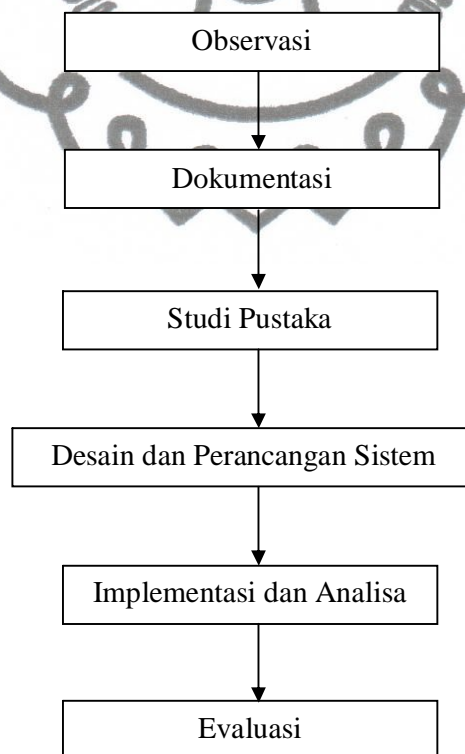 Observasi
Dokumentasi
Studi Pustaka
Desain dan Perancangan Sistem
Implementasi dan Analisa
Evaluasi